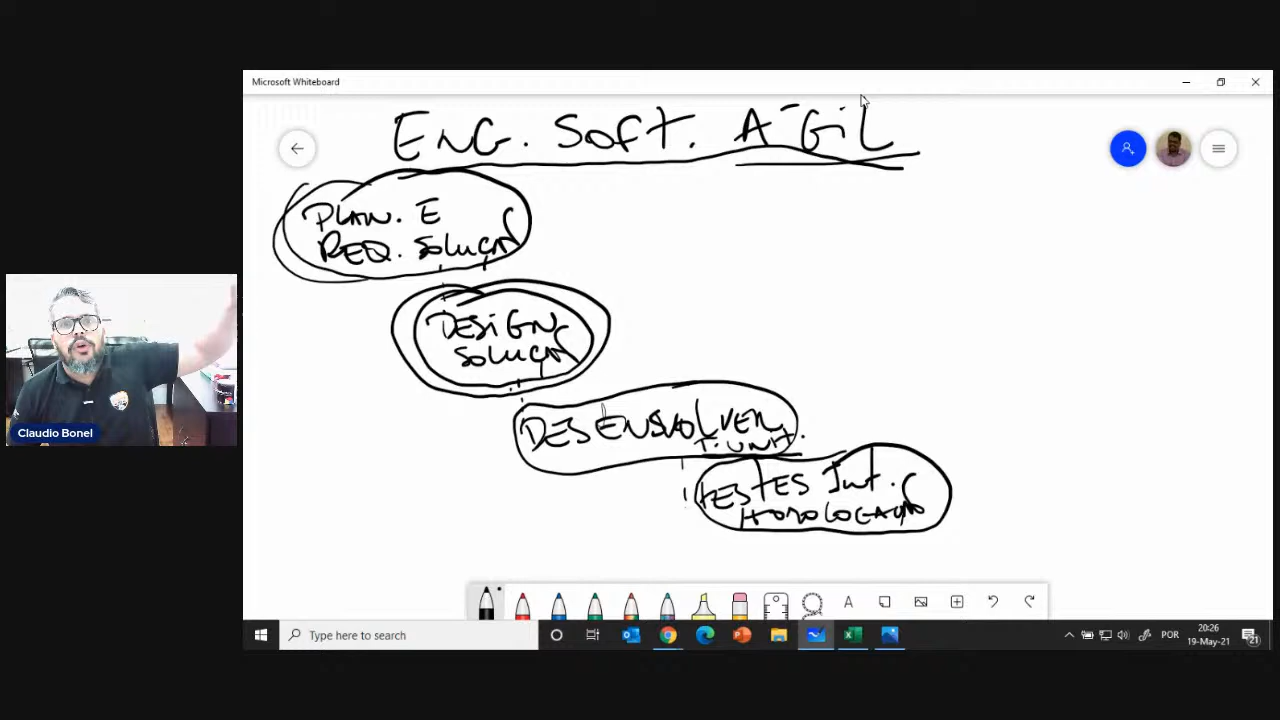 Microsoft Whiteboard
ENG. SOFT. ÁGIL
PLAN. E
REQ. SOLUÇÃO
DESIGN
SOLUÇÃO
DESENVOLVER
T. UNIT.
TESTES INT.
HOMOLOGAÇÃO
Claudio Bonel
A
Type here to search
POR
20:26
19-May-21
21